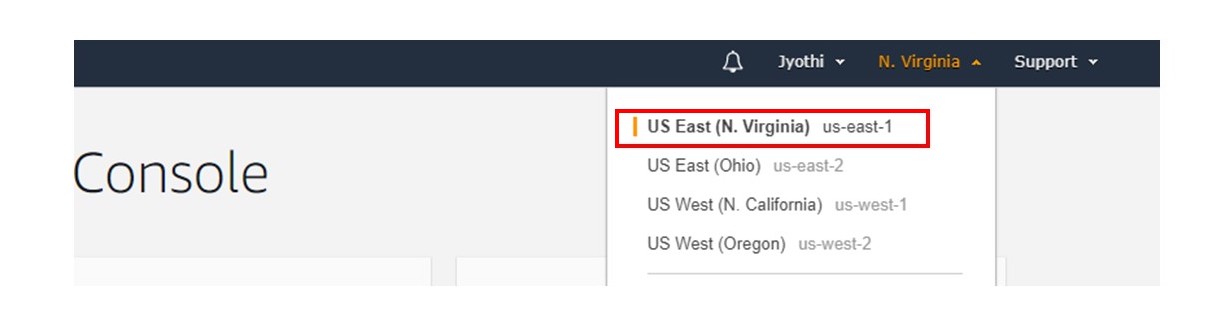 Jyothi N. Virginia Support
US East (N. Virginia) us-east-1
US East (Ohio) us-east-2
Console
US West (N. California) us-west-1
US West (Oregon) us-west-2